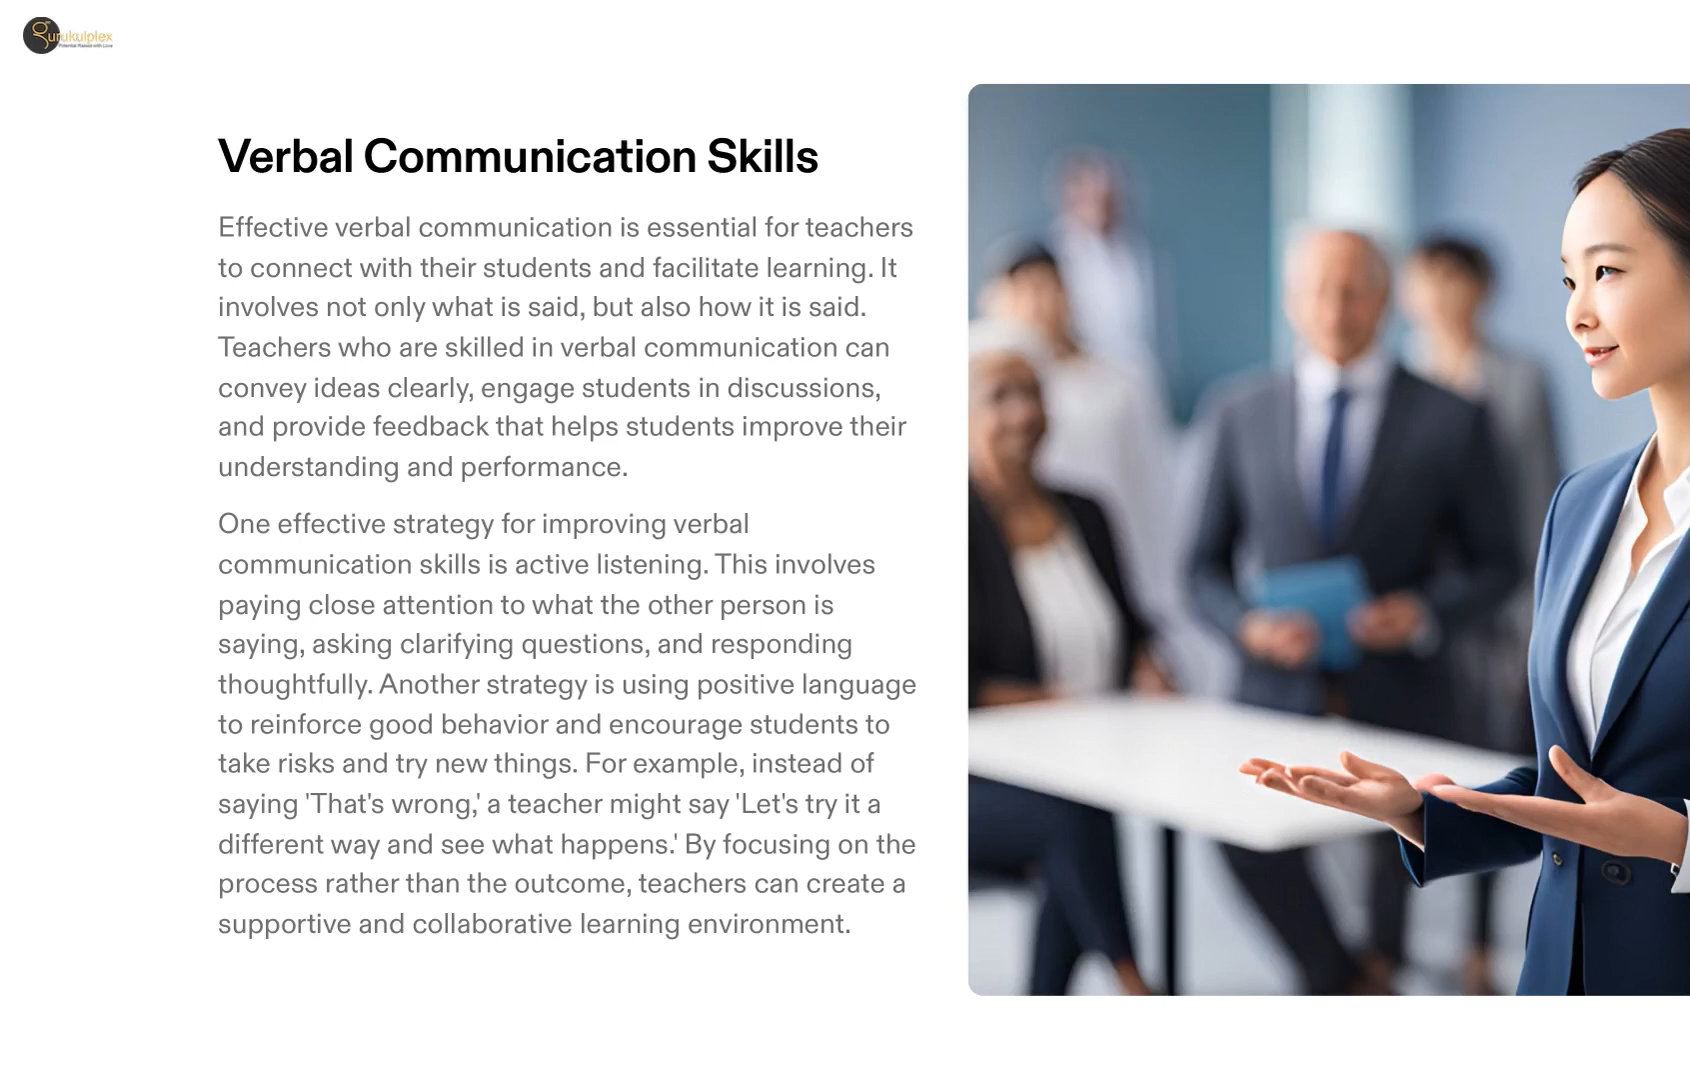 gurukulplex
Potential Raised with Love
Verbal Communication Skills
Effective verbal communication is essential for teachers
to connect with their students and facilitate learning. It
involves not only what is said, but also how it is said.
Teachers who are skilled in verbal communication can
convey ideas clearly, engage students in discussions,
and provide feedback that helps students improve their
understanding and performance.
One effective strategy for improving verbal
communication skills is active listening. This involves
paying close attention to what the other person is
saying, asking clarifying questions, and responding
thoughtfully. Another strategy is using positive language
to reinforce good behavior and encourage students to
take risks and try new things. For example, instead of
saying 'That's wrong,' a teacher might say 'Let's try it a
different way and see what happens.' By focusing on the
process rather than the outcome, teachers can create a
supportive and collaborative learning environment.